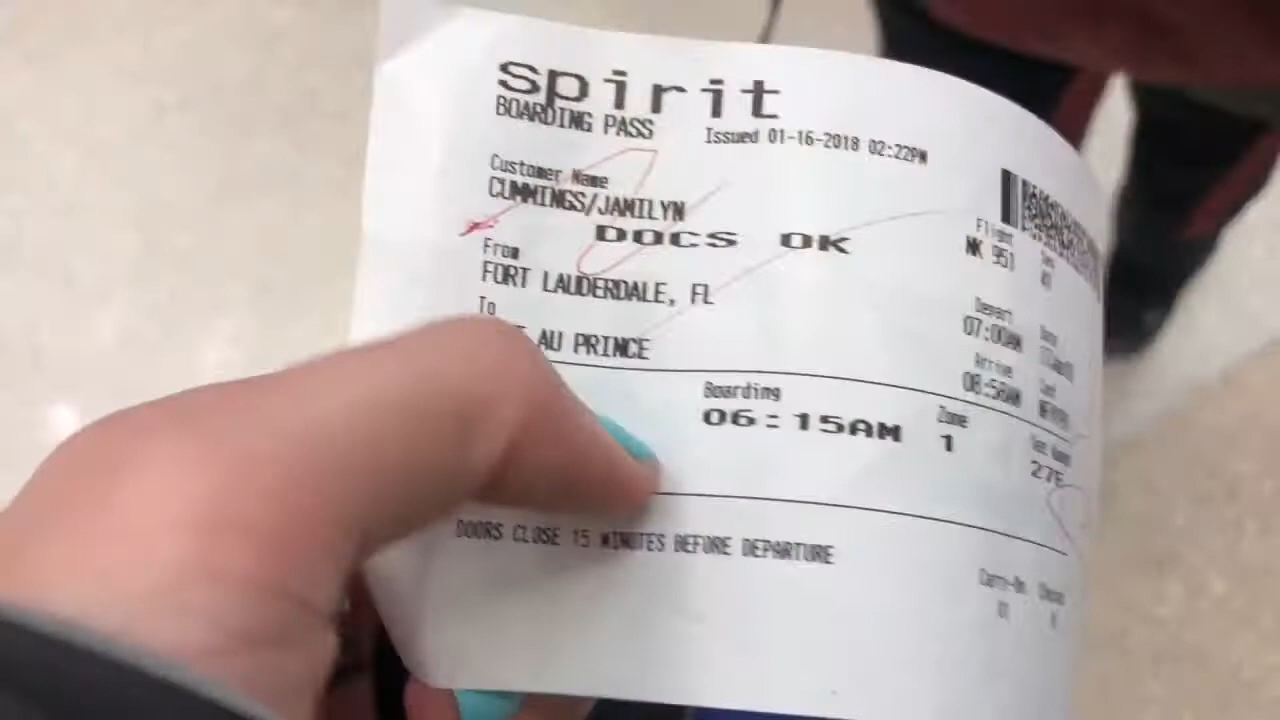 spirit
BOARDING PASS
Issued 01-16-2018 02:22PM
Customer Name
CUMMINGS/JAMILYN
DOCS OK
Flight
NK 951
From
FORT LAUDERDALE, FL
To
AU PRINCE
Depart
07:00AM
Arrive
08:58AM
Boarding
06:15AM
Zone
1
27E
DOORS CLOSE 15 MINUTES BEFORE DEPARTURE
Carry-On